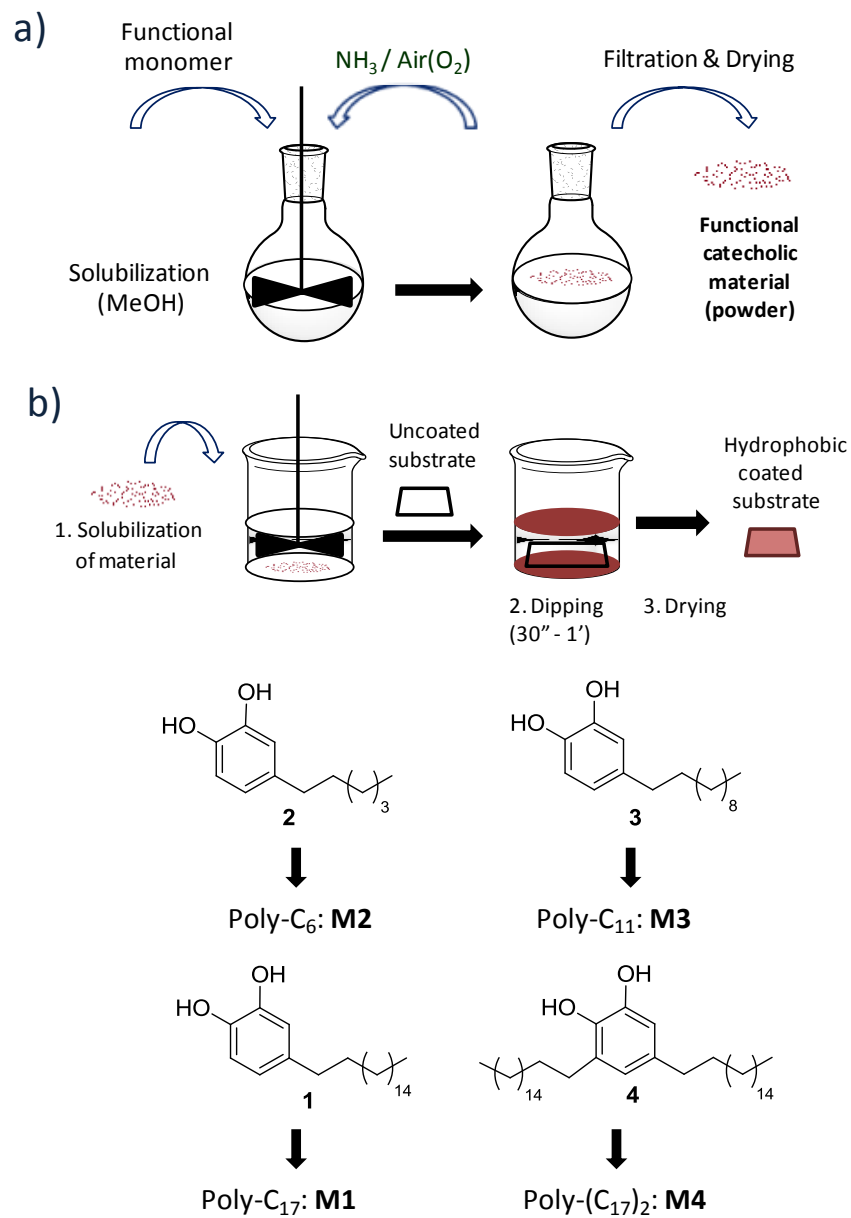 a)
Functional
monomer
NH₃ / Air(O₂)
Filtration & Drying
Solubilization
(MeOH)
Functional
catecholic
material
(powder)
b)
1. Solubilization
of material
Uncoated
substrate
2. Dipping
(30” - 1’)
3. Drying
Hydrophobic
coated
substrate
OH
HO
3
2
Poly-C₆: M2
OH
HO
8
3
Poly-C₁₁: M3
OH
HO
14
1
Poly-C₁₇: M1
OH
HO
14
14
4
Poly-(C₁₇)₂: M4